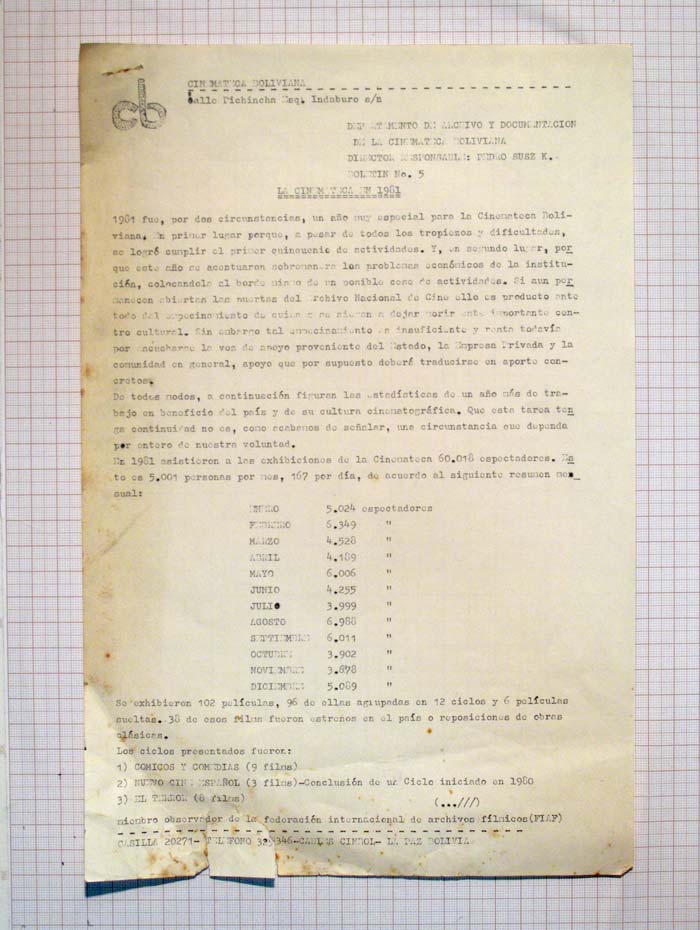 cb
CINEMATECA BOLIVIANA
Calle Pichincha Esq. Indaburo s/n
DEPARTAMENTO DE ARCHIVO Y DOCUMENTACION
DE LA CINEMATECA BOLIVIANA
DIRECTOR RESPONSABLE: PEDRO SUSZ K.
BOLETIN No. 5
LA CINEMATECA EN 1981
1981 fue, por dos circunstancias, un año muy especial para la Cinemateca Boli-
viana. En primer lugar porque, a pesar de todos los tropiezos y dificultades,
se logró cumplir el primer quinquenio de actividades. Y, en segundo lugar, por
que este año se acentuaron sobremanera los problemas económicos de la institu-
ción, colocandola al borde mismo de un posible cese de actividades. Si aun per
manecen abiertas las puertas del Archivo Nacional de Cine ello es producto ante
todo del empecinamiento de quienes se niegan a dejar morir este importante cen-
tro cultural. Sin embargo tal empecinamiento es insuficiente y resta todavía
por escucharse la voz de apoyo proveniente del Estado, la Empresa Privada y la
comunidad en general, apoyo que por supuesto deberá traducirse en aporte con-
cretos.
De todos modos, a continuación figuran las estadísticas de un año más de tra-
bajo en beneficio del país y de su cultura cinematográfica. Que esta tarea ten
ga continuidad no es, como acabamos de señalar, una circunstancia que dependa
por entero de nuestra voluntad.
En 1981 asistieron a las exhibiciones de la Cinemateca 60.018 espectadores. Es
to es 5.001 personas por mes, 167 por día, de acuerdo al siguiente resumen men_
sual:
ENERO 5.024 espectadores
FEBRERO 6.349 "
MARZO 4.528 "
ABRIL 4.189 "
MAYO 6.006 "
JUNIO 4.255 "
JULIO 3.999 "
AGOSTO 6.988 "
SEPTIEMBRE 6.011 "
OCTUBRE 3.902 "
NOVIEMBRE 3.678 "
DICIEMBRE 5.089 "
Se exhibieron 102 películas, 96 de ellas agrupadas en 12 ciclos y 6 películas
sueltas. 38 de esos films fueron estrenos en el país o reposiciones de obras
clásicas.
Los ciclos presentados fueron:
1) COMICOS Y COMEDIAS (9 films)
2) NUEVO CINE ESPAÑOL (3 films)-Conclusión de un Ciclo iniciado en 1980
3) EL TERROR (8 films) (...///)
miembro observador de la federación internacional de archivos fílmicos(FIAF)
CASILLA 20271- TELEFONO 346-CABLES CINBOL- LA PAZ BOLIVIA